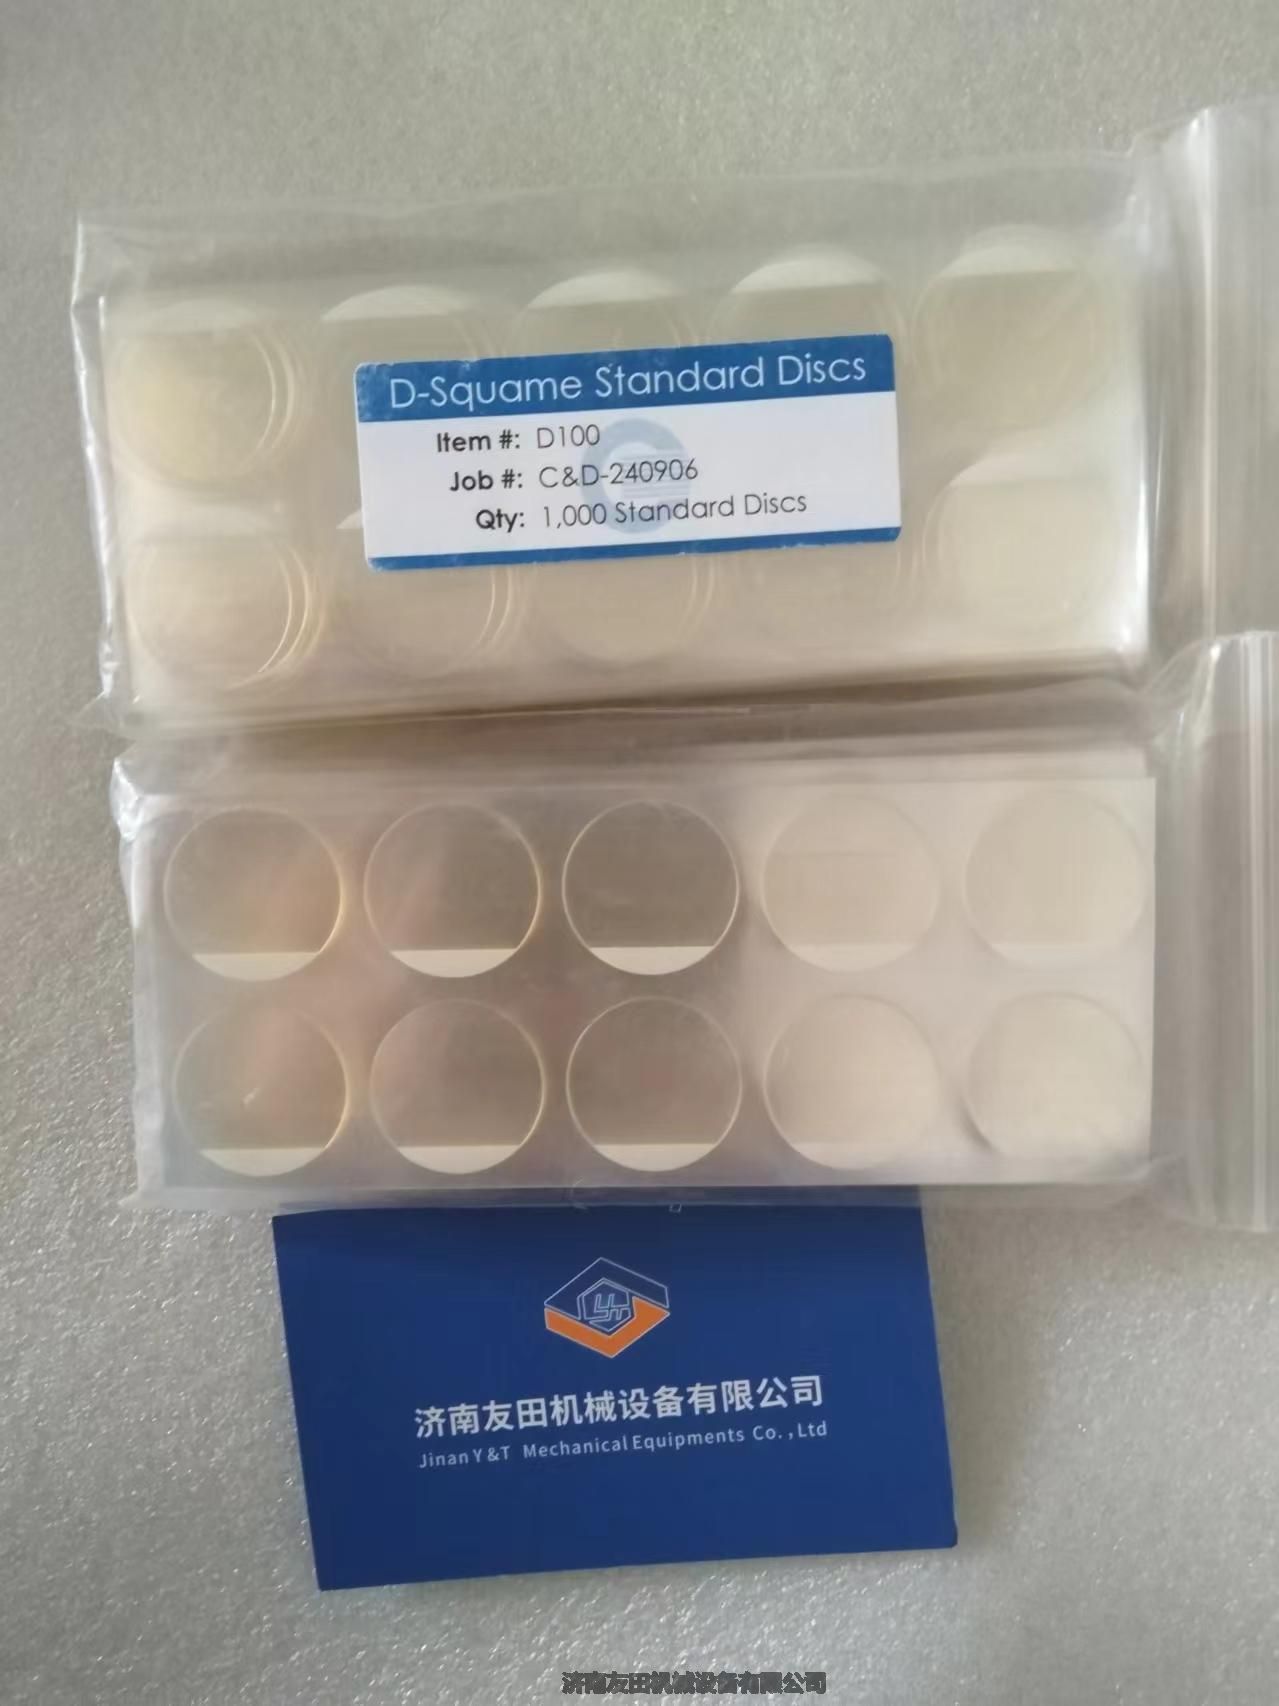 D-Squame Standard Discs
Item #: D100
Job #: C&D-240906
Qty: 1,000 Standard Discs
济南友田机械设备有限公司
Jinan Y&T Mechanical Equipments Co.,Ltd
济南友田机械设备有限公司